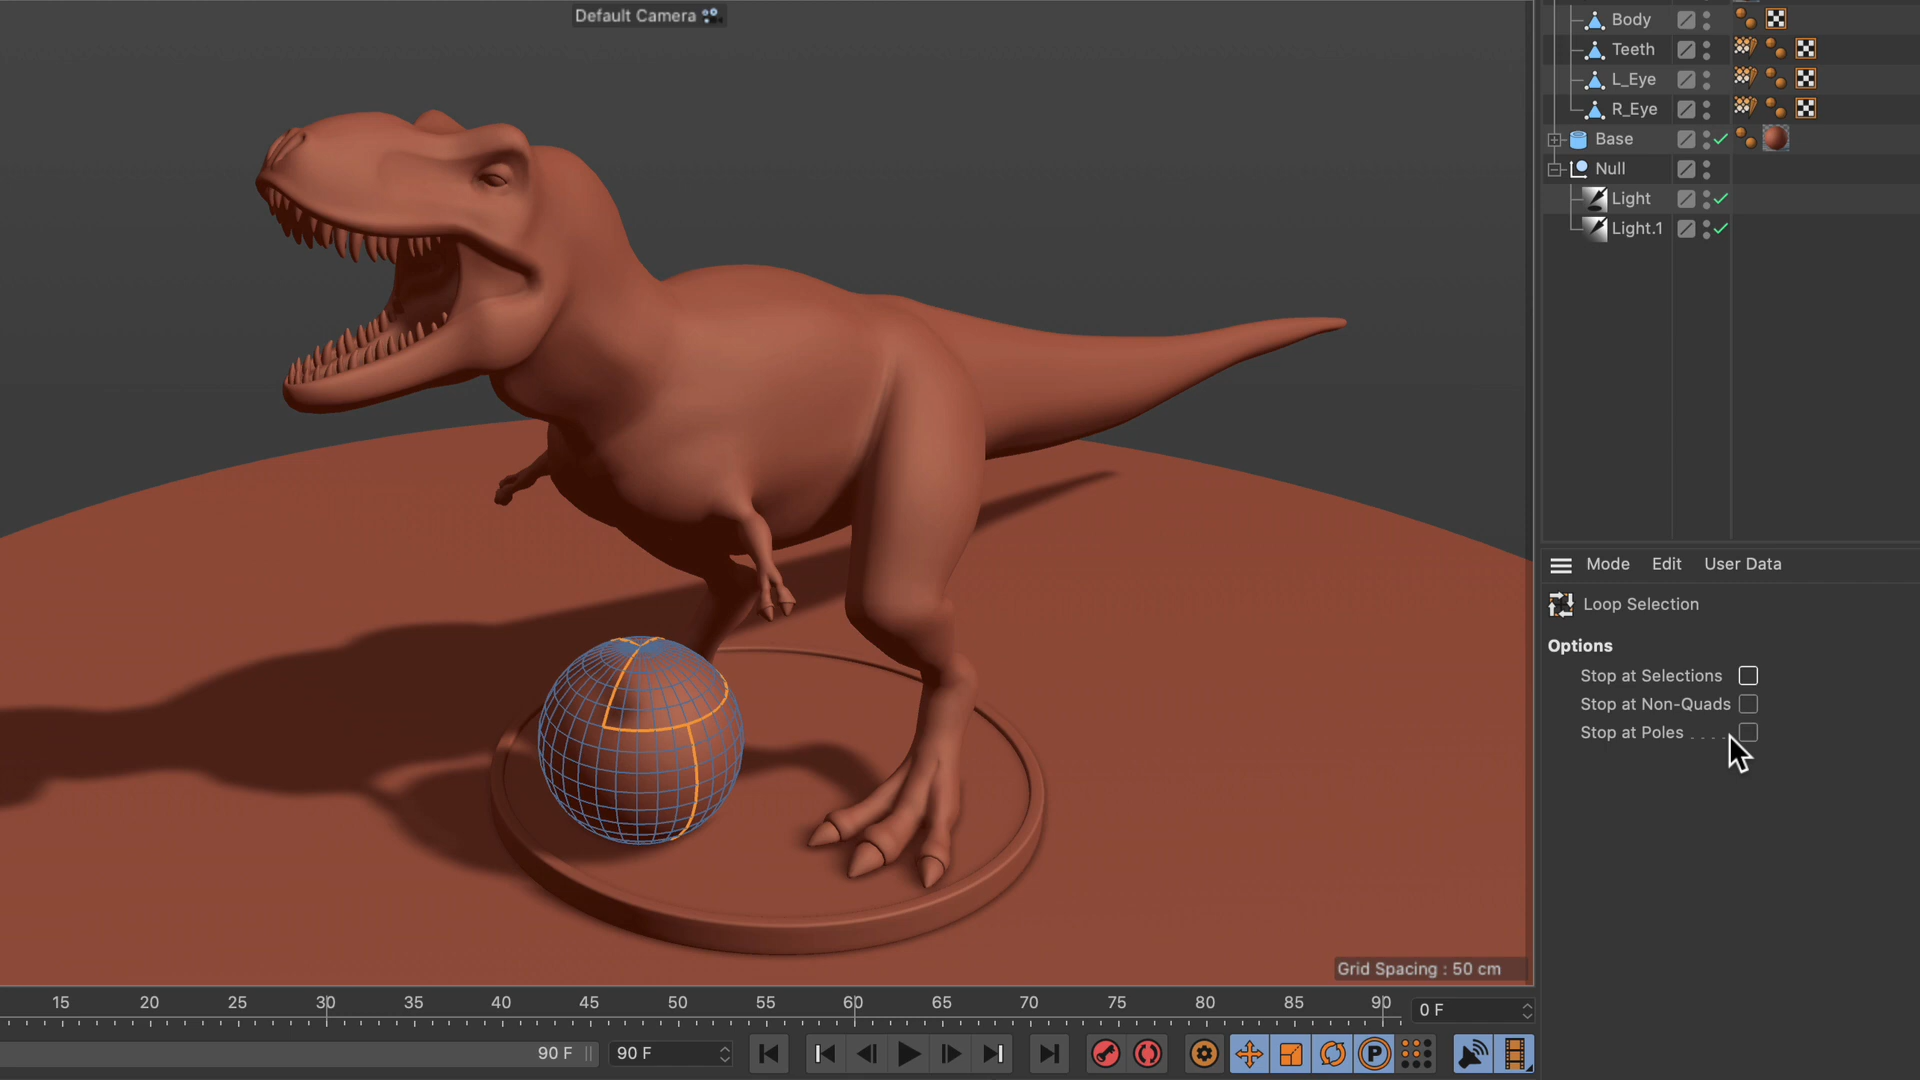 Default Camera
Body
Teeth
L_Eye
R_Eye
Base
Null
Light
Light.1
Mode Edit User Data
Loop Selection
Options
Stop at Selections
Stop at Non-Quads
Stop at Poles . . . .
Grid Spacing : 50 cm
15 20 25 30 35 40 45 50 55 60 65 70 75 80 85 90 0 F
90 F 90 F P